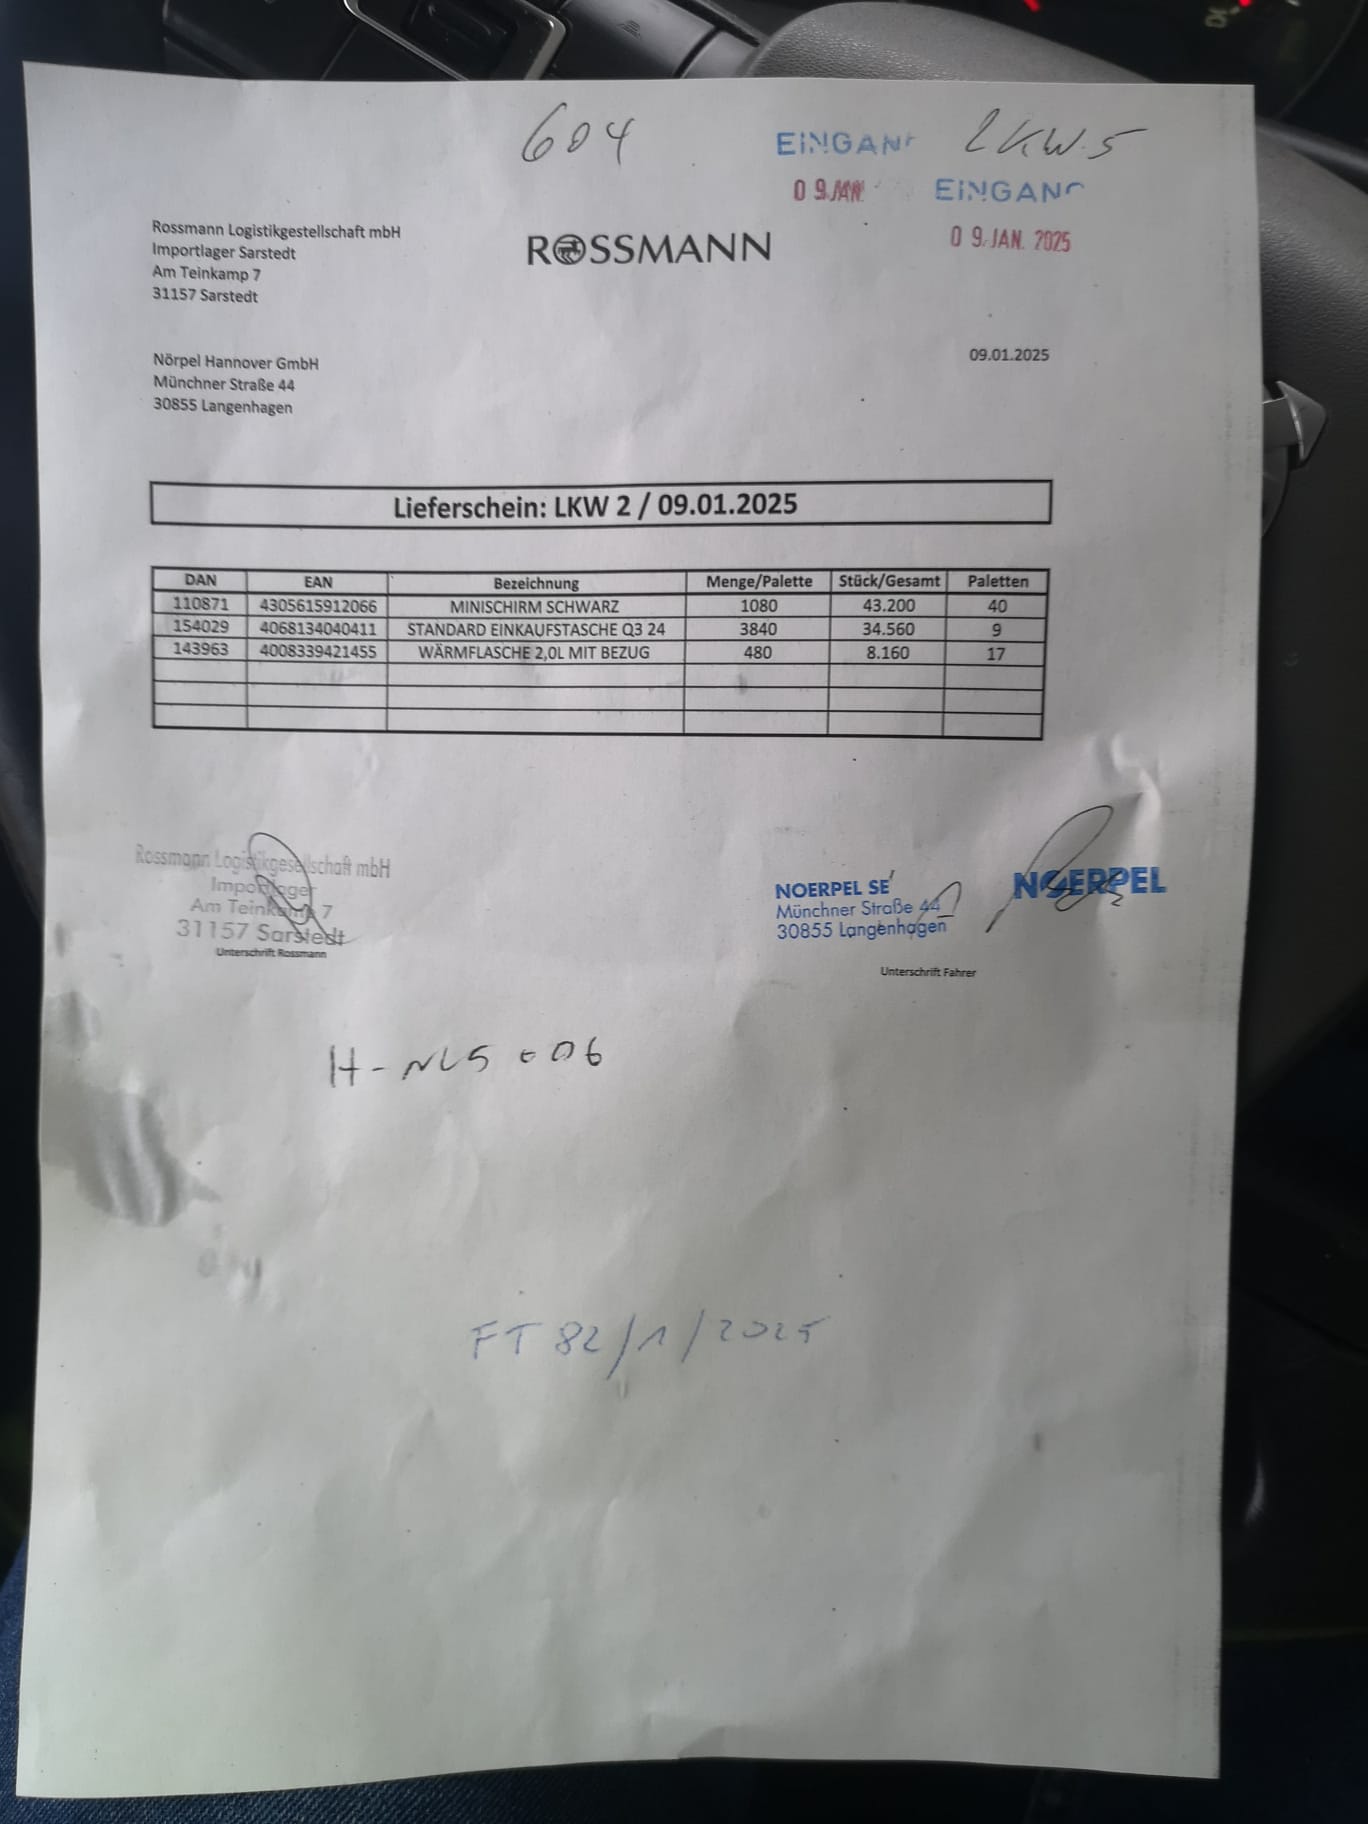 604
LKW 5
EINGANG
09. JAN.
EINGANG
09. JAN. 2025
Rossmann Logistikgestellschaft mbH
Importlager Sarstedt
Am Teinkamp 7
31157 Sarstedt
ROSSMANN
Nörpel Hannover GmbH
Münchner Straße 44
30855 Langenhagen
09.01.2025
Lieferschein: LKW 2 / 09.01.2025
DAN EAN Bezeichnung Menge/Palette Stück/Gesamt Paletten
110871 4305615912066 MINISCHIRM SCHWARZ 1080 43.200 40
154029 4068134040411 STANDARD EINKAUFSTASCHE Q3 24 3840 34.560 9
143963 4008339421455 WÄRMFLASCHE 2,0L MIT BEZUG 480 8.160 17
Rossmann Logistikgesellschaft mbH
Importlager
Am Teinkamp 7
31157 Sarstedt
Unterschrift Rossmann
NOERPEL SE
Münchner Straße 44
30855 Langenhagen
NOERPEL
Unterschrift Fahrer
H-NLS 606
FT 82/1/2025